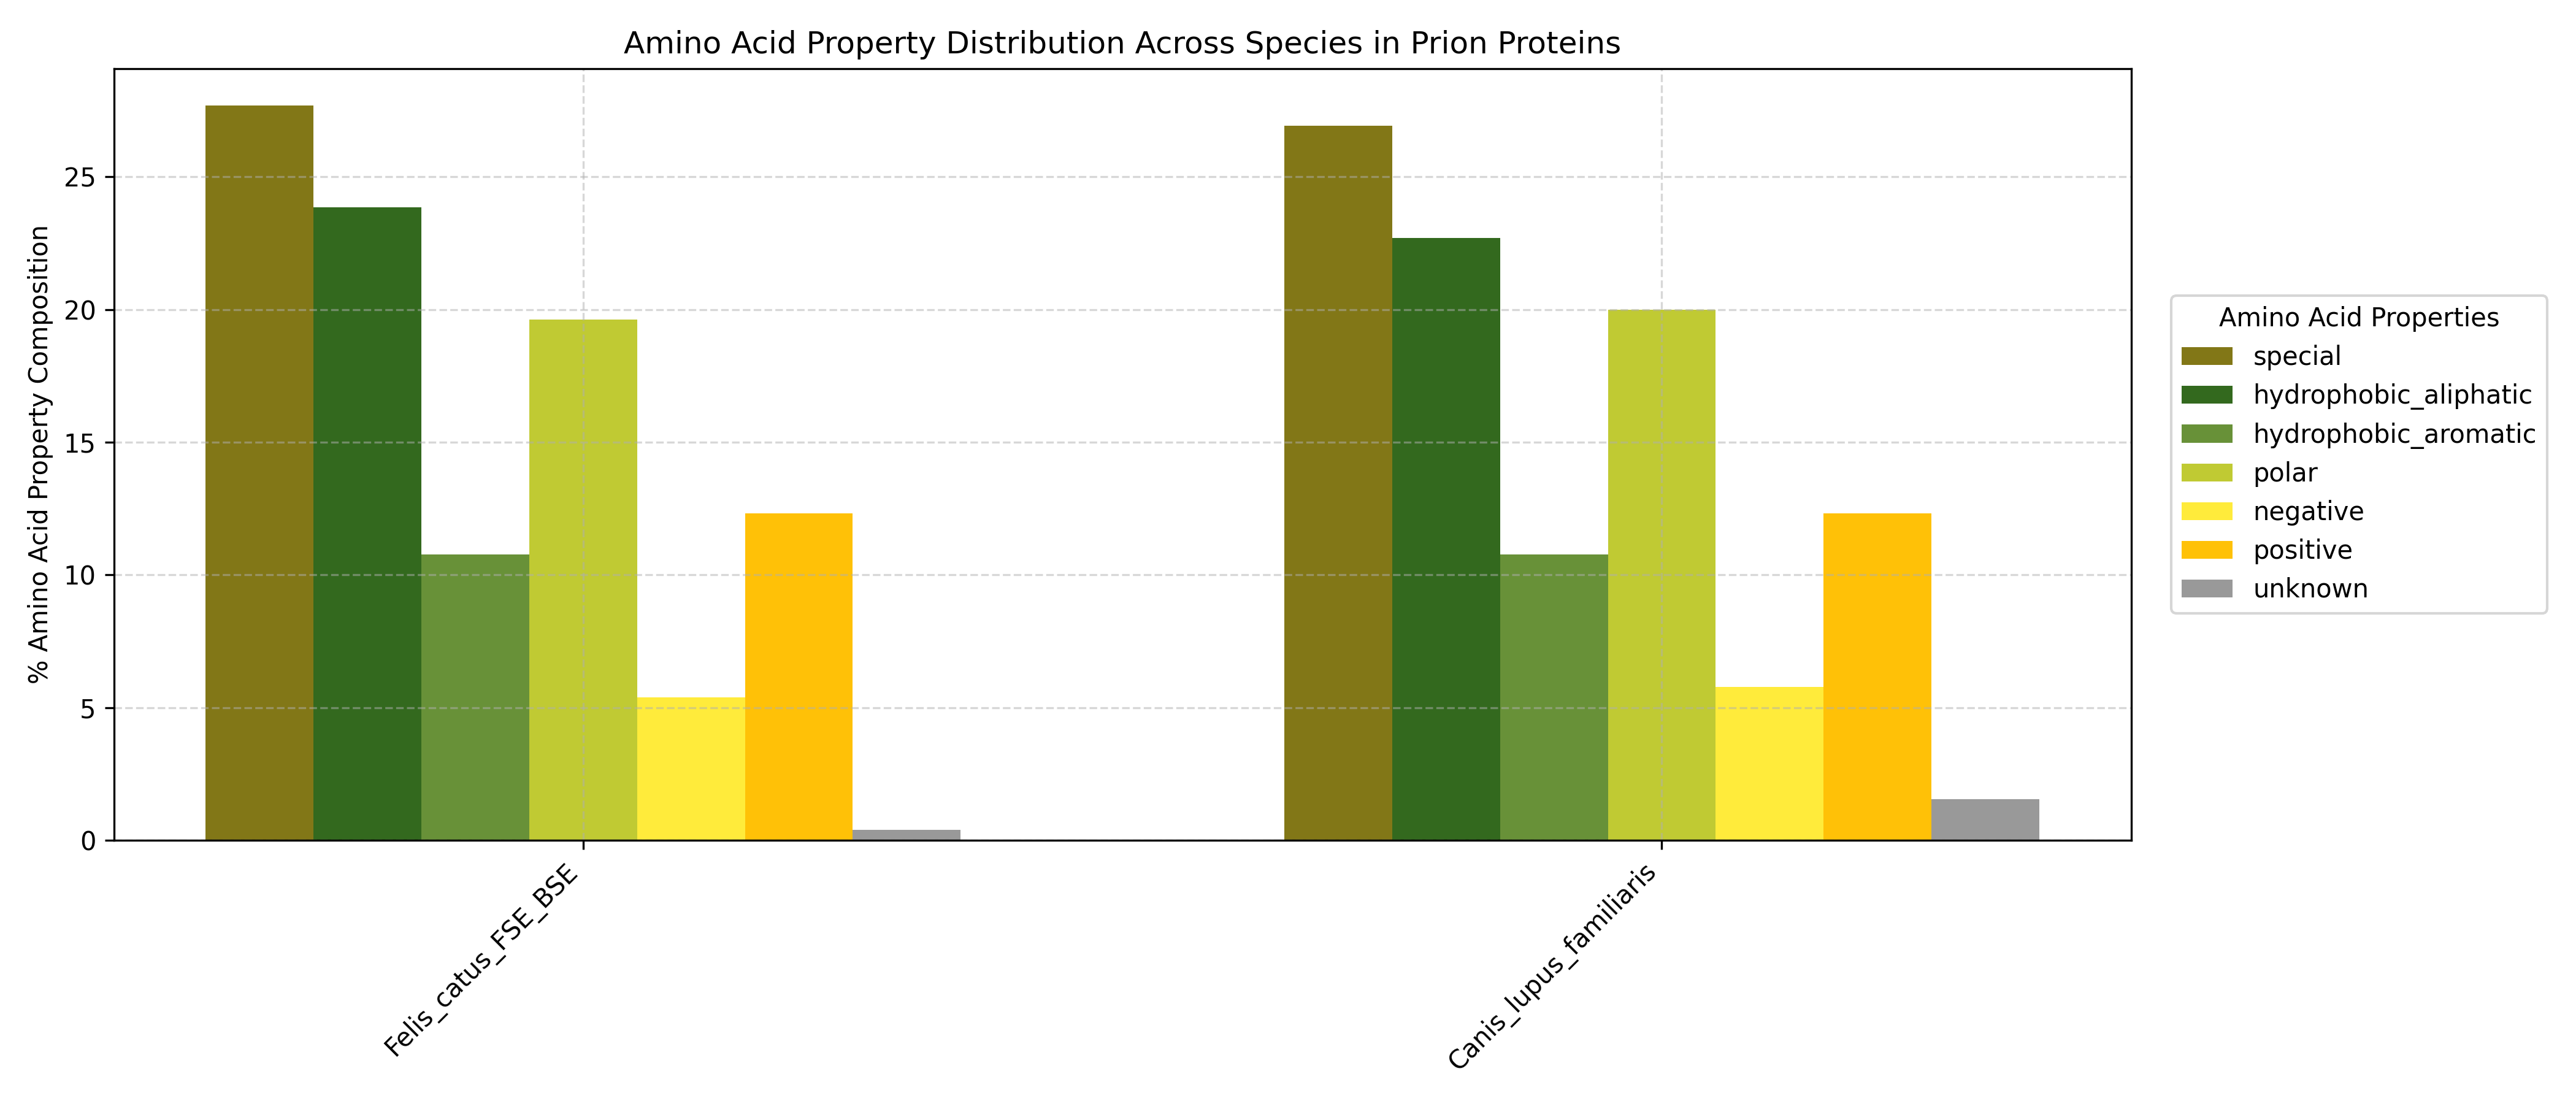 Amino Acid Property Distribution Across Species in Prion Proteins
% Amino Acid Property Composition
25
20
15
10
5
0
Felis_catus_FSE_BSE
Canis_lupus_familiaris
Amino Acid Properties
special
hydrophobic_aliphatic
hydrophobic_aromatic
polar
negative
positive
unknown